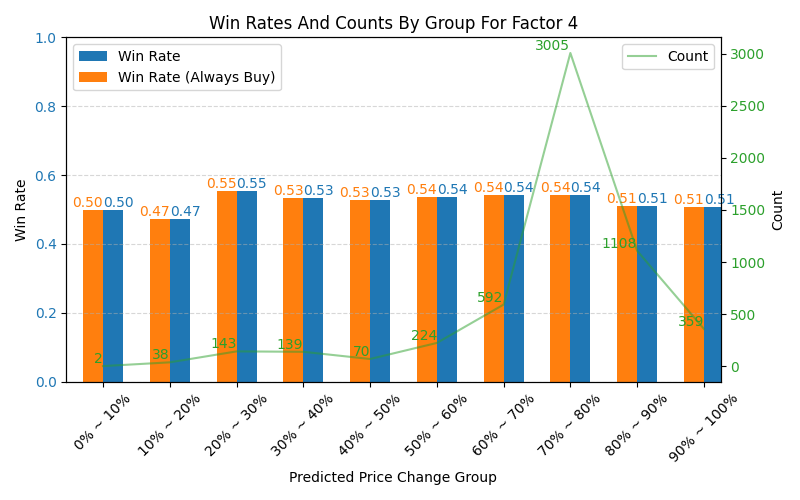 Win Rates And Counts By Group For Factor 4
Win Rate
Win Rate (Always Buy)
Count
1.0
0.8
0.6
0.4
0.2
0.0
Win Rate
3000
2500
2000
1500
1000
500
0
Count
0.50 0.50
0.47 0.47
0.55 0.55
0.53 0.53
0.53 0.53
0.54 0.54
0.54 0.54
0.54 0.54
0.51 0.51
0.51 0.51
2
38
143
139
70
224
592
3005
1108
359
0% ~ 10%
10% ~ 20%
20% ~ 30%
30% ~ 40%
40% ~ 50%
50% ~ 60%
60% ~ 70%
70% ~ 80%
80% ~ 90%
90% ~ 100%
Predicted Price Change Group